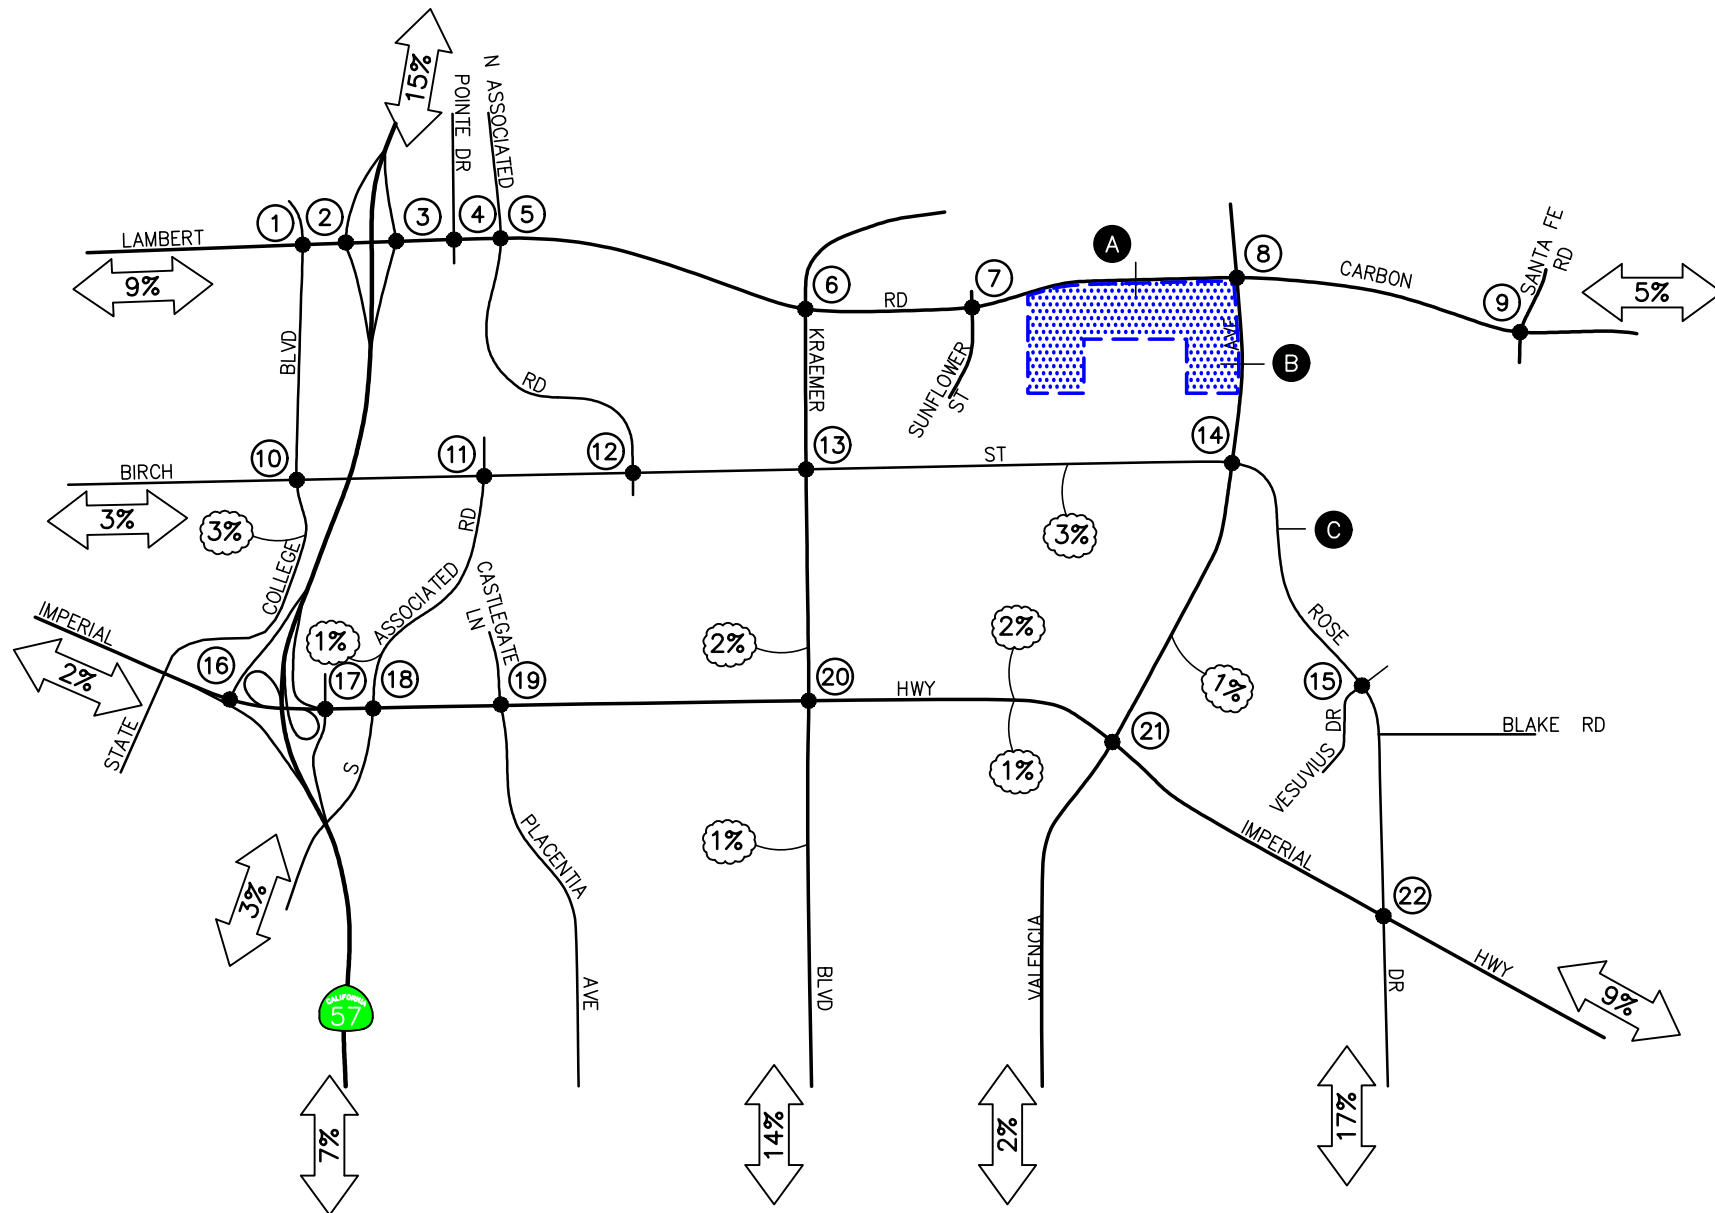 15%
N ASSOCIATED
POINTE DR
1
2
3
4
5
LAMBERT
9%
A
8
CARBON
SANTA FE
RD
5%
6
RD
7
9
BLVD
KRAEMER
AVE
B
SUNFLOWER
ST
RD
10
11
12
13
14
BIRCH
ST
3%
3%
RD
3%
C
COLLEGE
CASTLEGATE
LN
ASSOCIATED
IMPERIAL
1%
2%
2%
ROSE
2%
16
17
18
19
20
HWY
1%
15
STATE
21
DR
BLAKE RD
S
1%
VESUVIUS
1%
PLACENTIA
IMPERIAL
3%
22
VALENCIA
CALIFORNIA
57
AVE
BLVD
DR
HWY
9%
7%
14%
2%
17%